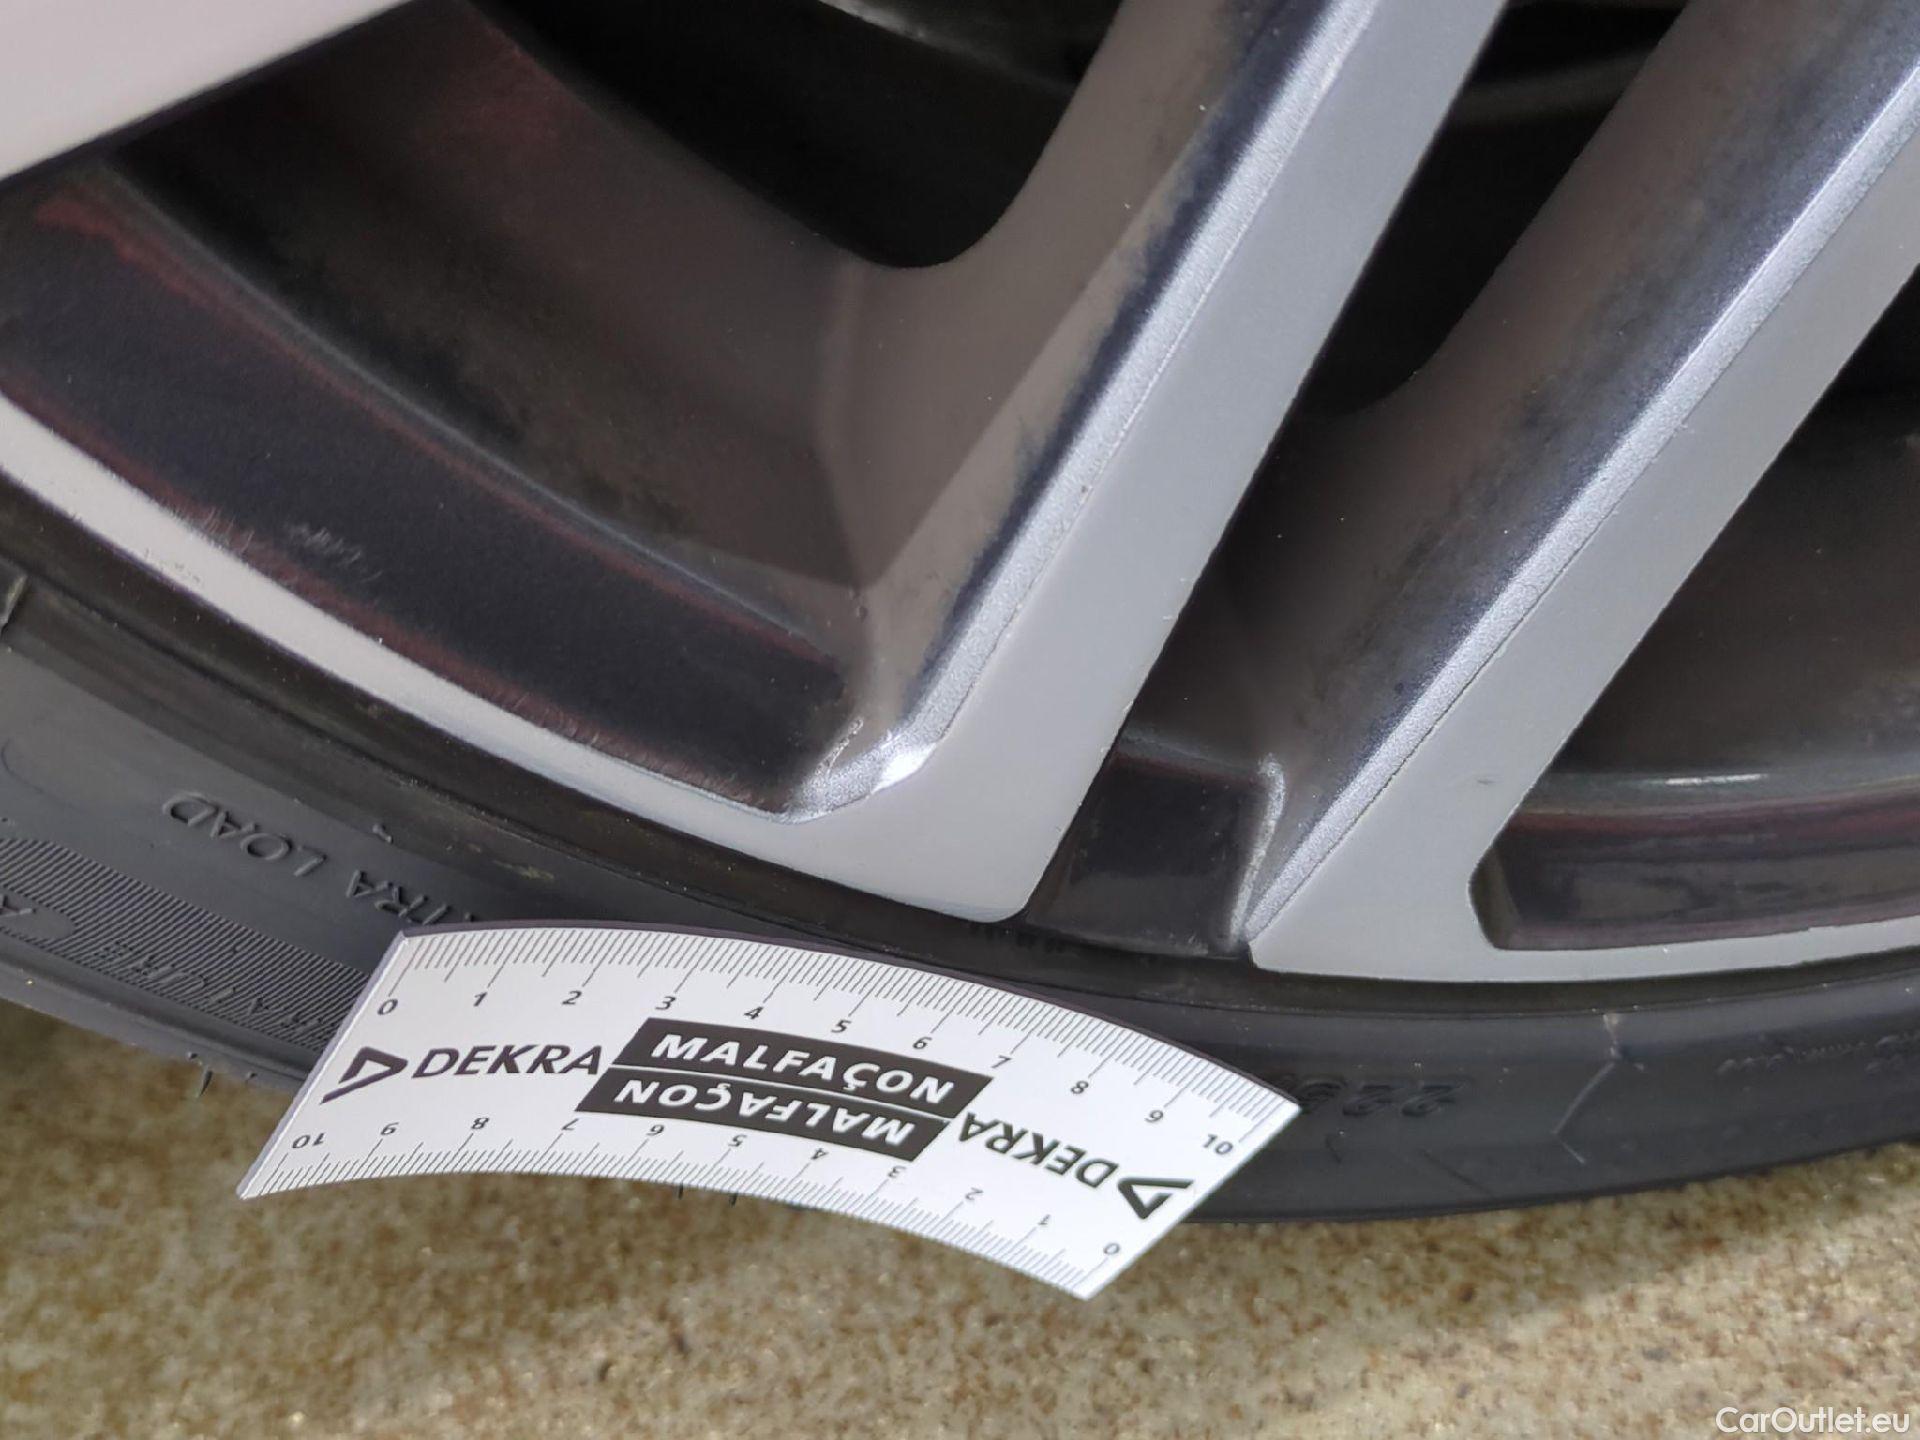 EXTRA LOAD
0 1 2 3 4 5 6 7 8 9 10
DEKRA
MALFAÇON
MALFAÇON
DEKRA
10 9 8 7 6 5 4 3 2 1 0
CarOutlet.eu